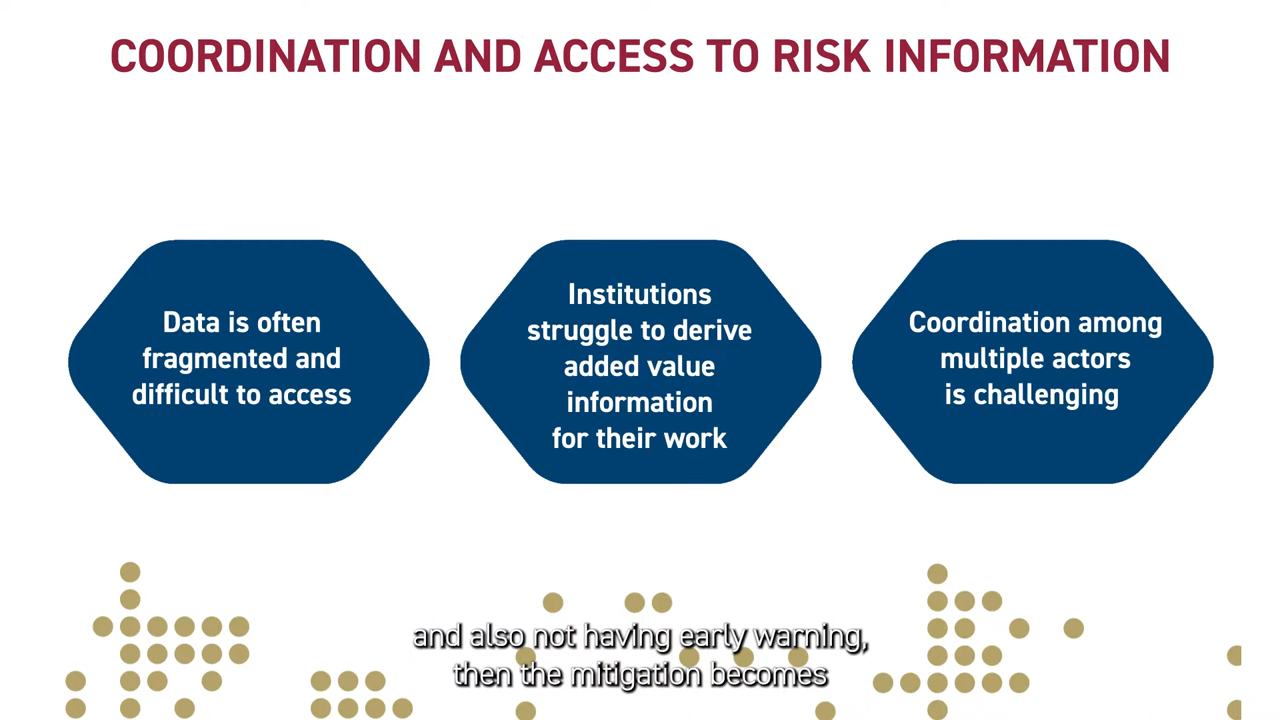 COORDINATION AND ACCESS TO RISK INFORMATION
Data is often
fragmented and
difficult to access
Institutions
struggle to derive
added value
information
for their work
Coordination among
multiple actors
is challenging
and also not having early warning,
then the mitigation becomes